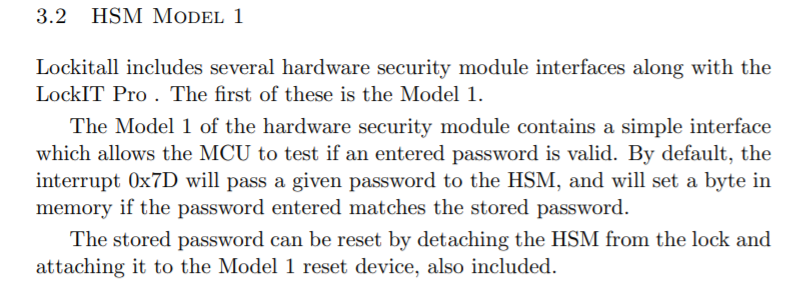 3.2 HSM MODEL 1
Lockitall includes several hardware security module interfaces along with the
LockIT Pro . The first of these is the Model 1.
The Model 1 of the hardware security module contains a simple interface
which allows the MCU to test if an entered password is valid. By default, the
interrupt 0x7D will pass a given password to the HSM, and will set a byte in
memory if the password entered matches the stored password.
The stored password can be reset by detaching the HSM from the lock and
attaching it to the Model 1 reset device, also included.